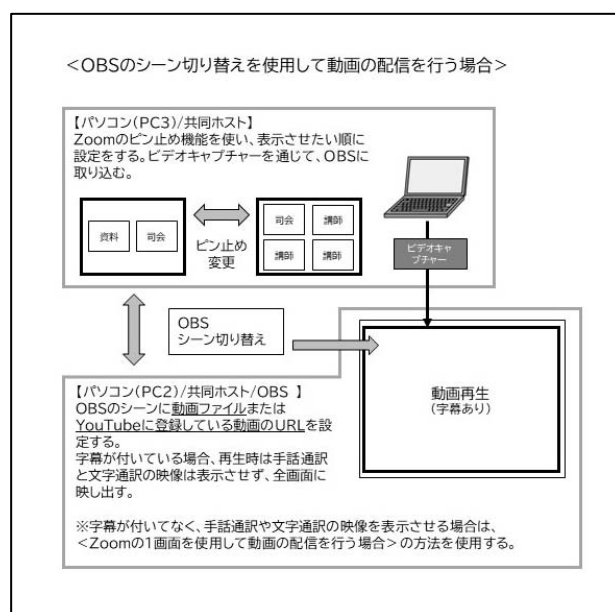 ＜OBSのシーン切り替えを使用して動画の配信を行う場合＞
【パソコン(PC3)/共同ホスト】
Zoomのピン止め機能を使い、表示させたい順に
設定をする。ビデオキャプチャーを通じて、OBSに
取り込む。
資料
司会
ピン止め
変更
司会
講師
講師
講師
ビデオキャ
プチャー
OBS
シーン切り替え
動画再生
(字幕あり)
【パソコン(PC2)/共同ホスト/OBS 】
OBSのシーンに動画ファイルまたは
YouTubeに登録している動画のURLを設
定する。
字幕が付いている場合、再生時は手話通訳
と文字通訳の映像は表示させず、全画面に
映し出す。
※字幕が付いてなく、手話通訳や文字通訳の映像を表示させる場合は、
＜Zoomの1画面を使用して動画の配信を行う場合＞の方法を使用する。